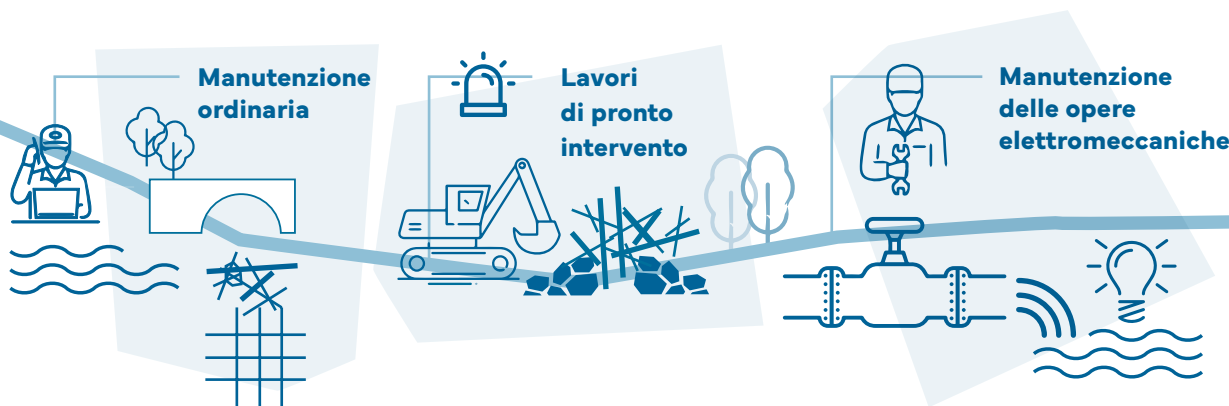 Manutenzione
ordinaria
Lavori
di pronto
intervento
Manutenzione
delle opere
elettromeccaniche